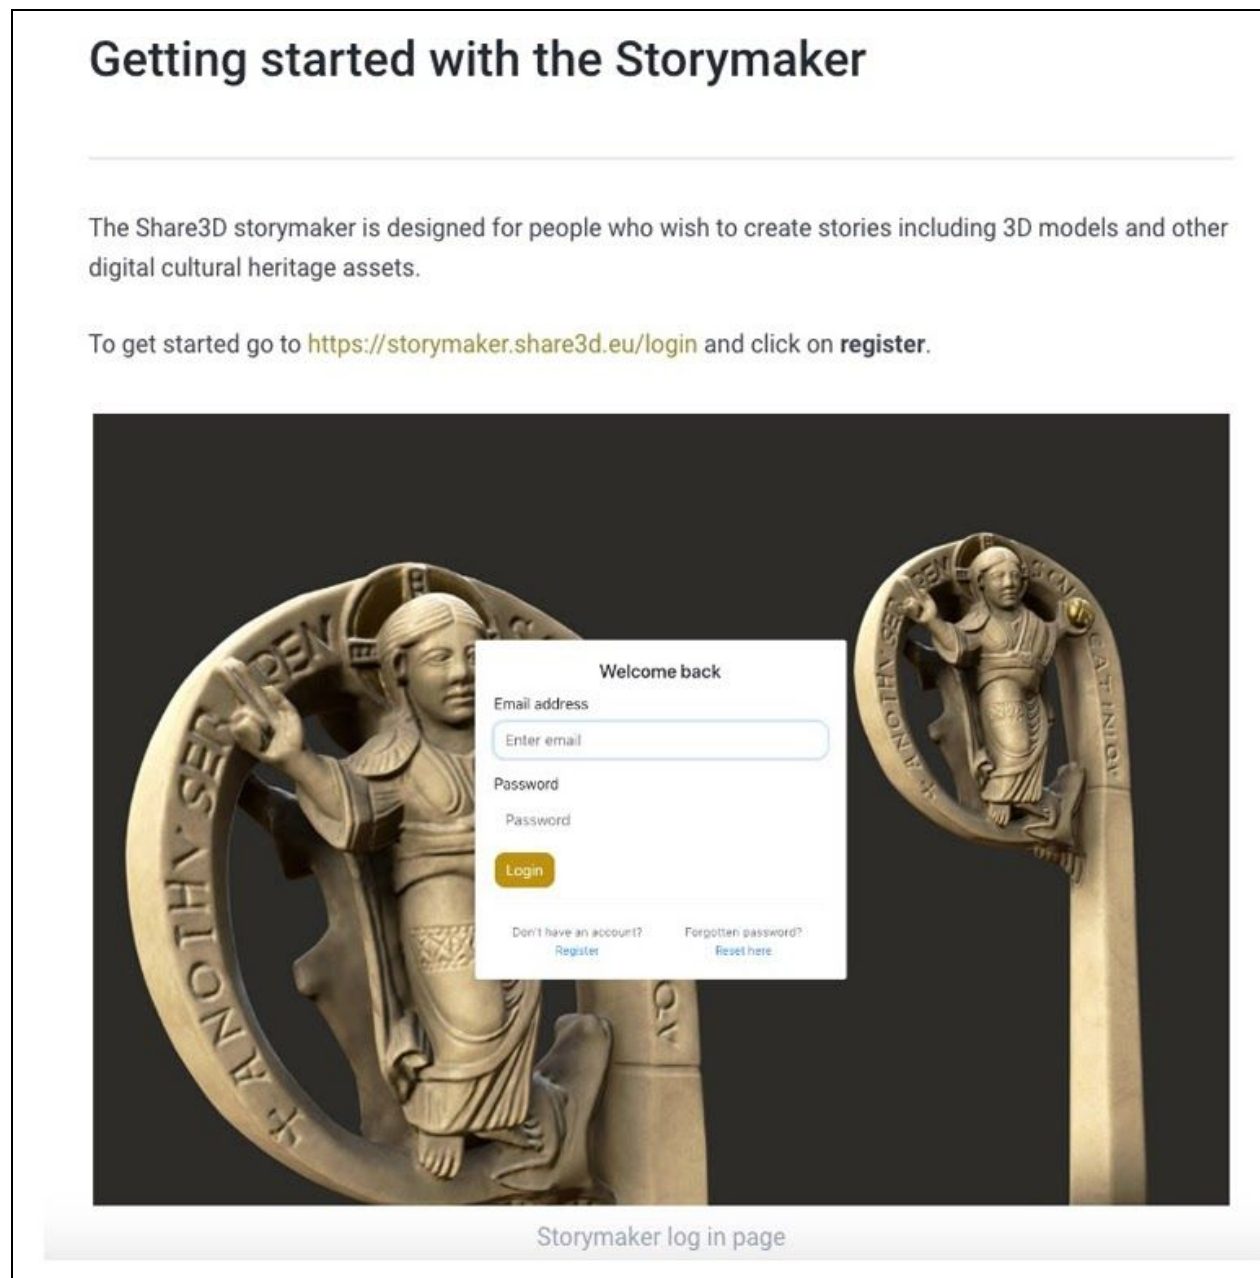 Getting started with the Storymaker
The Share3D storymaker is designed for people who wish to create stories including 3D models and other
digital cultural heritage assets.
To get started go to https://storymaker.share3d.eu/login and click on register.
Welcome back
Email address
Enter email
Password
Password
Login
Don't have an account?
Register
Forgotten password?
Reset here
+ ANOTHV SER
Storymaker log in page